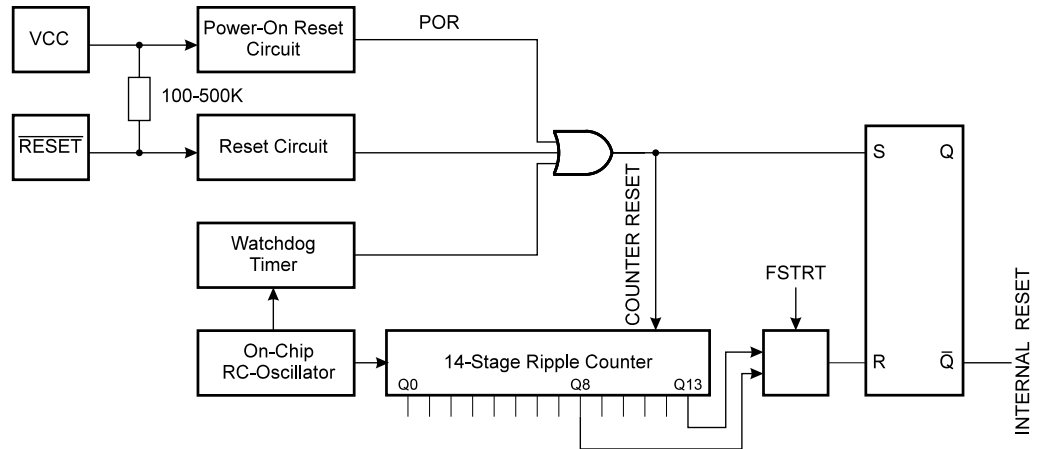 VCC
Power-On Reset
Circuit
POR
100-500K
RESET
Reset Circuit
S
Q
COUNTER RESET
Watchdog
Timer
FSTRT
On-Chip
RC-Oscillator
14-Stage Ripple Counter
Q0
Q8
Q13
R
Q̅
INTERNAL RESET